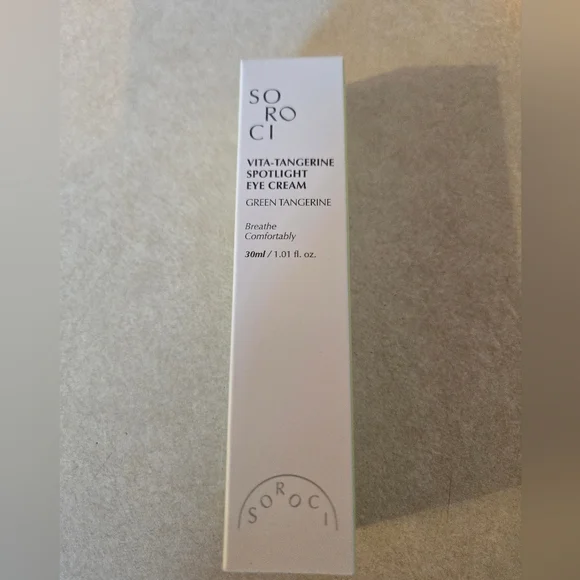 SO
RO
CI
VITA-TANGERINE
SPOTLIGHT
EYE CREAM
GREEN TANGERINE
Breathe
Comfortably
30ml / 1.01 fl. oz.
SOROCI